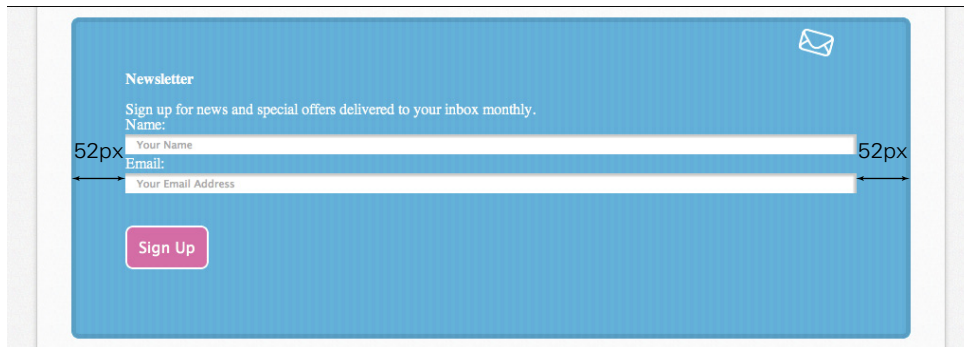 Newsletter
Sign up for news and special offers delivered to your inbox monthly.
Name:
Your Name
52px
52px
Email:
Your Email Address
Sign Up